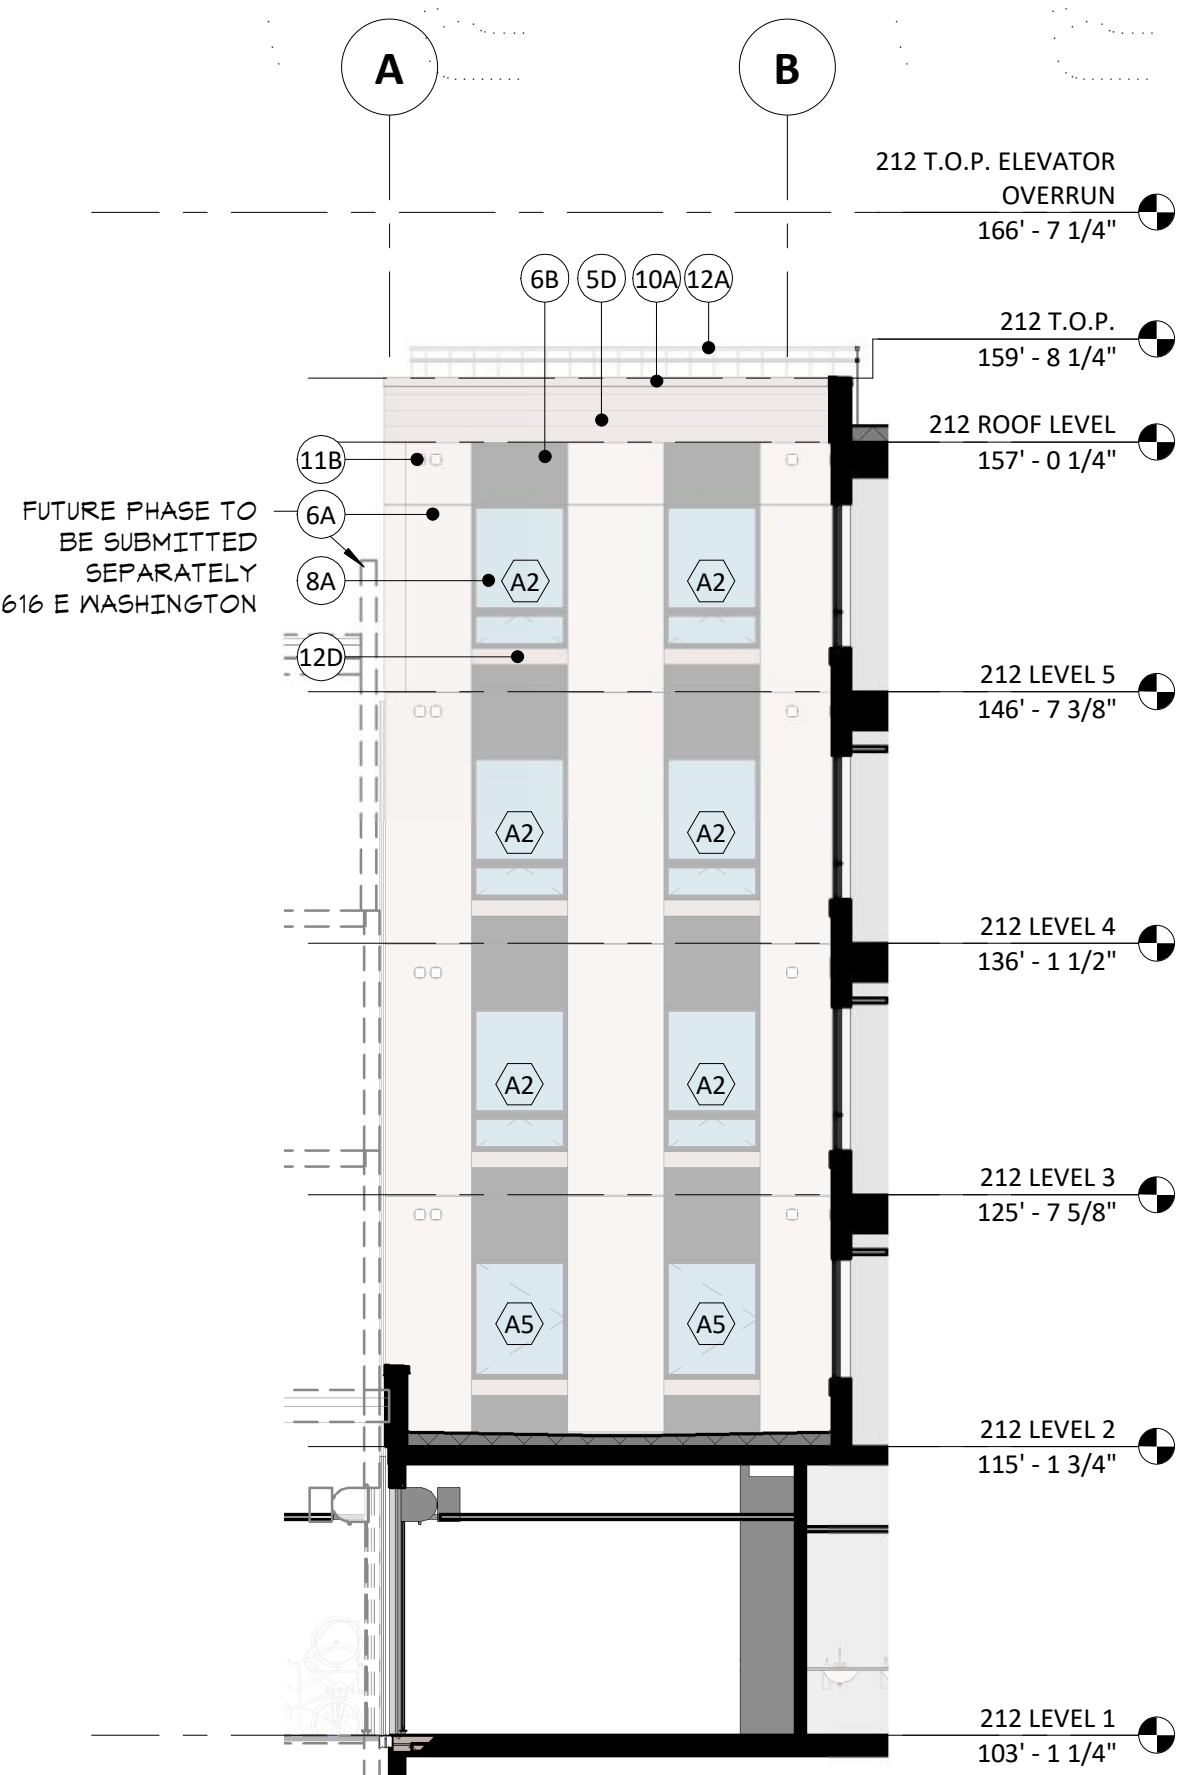 A
B
212 T.O.P. ELEVATOR
OVERRUN
166' - 7 1/4"
6B
5D
10A
12A
212 T.O.P.
159' - 8 1/4"
212 ROOF LEVEL
157' - 0 1/4"
11B
FUTURE PHASE TO
BE SUBMITTED
SEPARATELY
616 E WASHINGTON
6A
8A
A2
A2
12D
212 LEVEL 5
146' - 7 3/8"
A2
A2
212 LEVEL 4
136' - 1 1/2"
A2
A2
212 LEVEL 3
125' - 7 5/8"
A5
A5
212 LEVEL 2
115' - 1 3/4"
212 LEVEL 1
103' - 1 1/4"